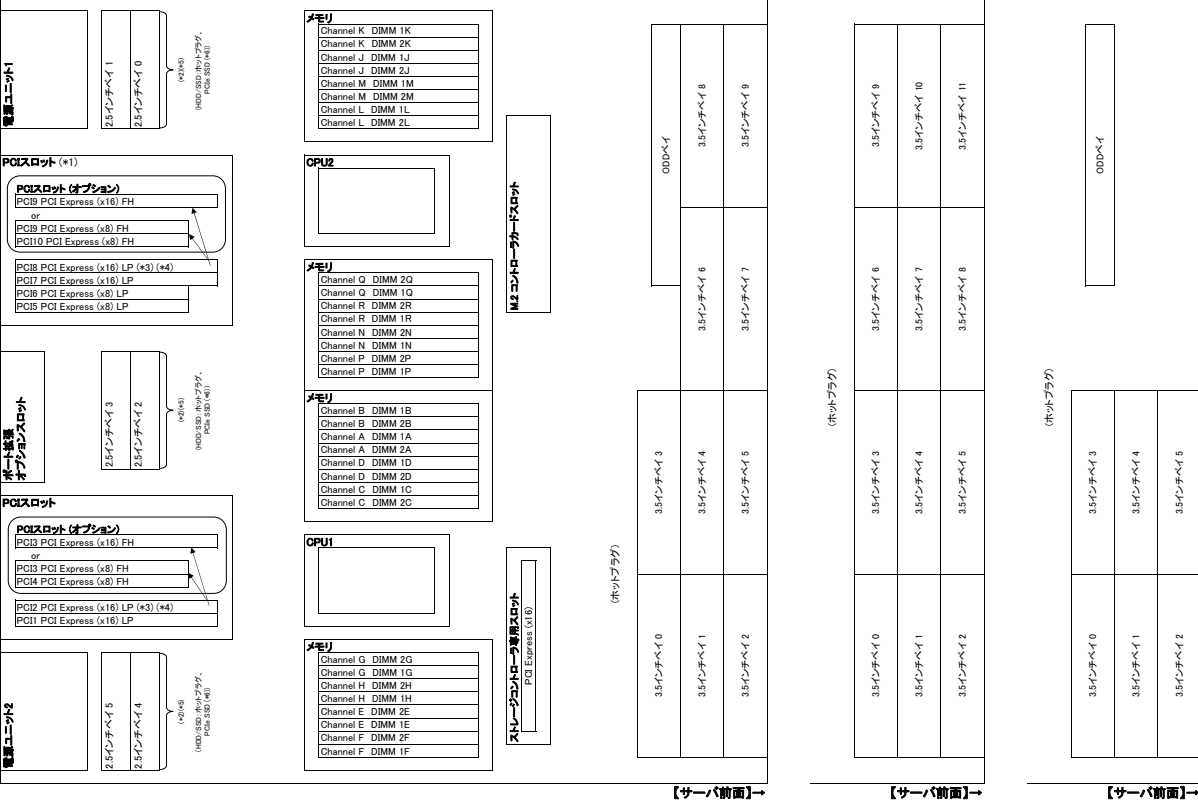 電源ユニット1
2.5インチベイ 1
2.5インチベイ 0
(*2)(*5)
(HDD/SSD:ホットプラグ、
PCIe SSD (*6))
PCIスロット (*1)
PCIスロット (オプション)
PCI9 PCI Express (x16) FH
or
PCI9 PCI Express (x8) FH
PCI10 PCI Express (x8) FH
PCI8 PCI Express (x16) LP (*3) (*4)
PCI7 PCI Express (x16) LP
PCI6 PCI Express (x8) LP
PCI5 PCI Express (x8) LP
ポート拡張
オプションスロット
2.5インチベイ 3
2.5インチベイ 2
(*2)(*5)
(HDD/SSD:ホットプラグ、
PCIe SSD (*6))
PCIスロット
PCIスロット (オプション)
PCI3 PCI Express (x16) FH
or
PCI3 PCI Express (x8) FH
PCI4 PCI Express (x8) FH
PCI2 PCI Express (x16) LP (*3) (*4)
PCI1 PCI Express (x16) LP
電源ユニット2
2.5インチベイ 5
2.5インチベイ 4
(*2)(*5)
(HDD/SSD:ホットプラグ、
PCIe SSD (*6))
メモリ
Channel K DIMM 1K
Channel K DIMM 2K
Channel J DIMM 1J
Channel J DIMM 2J
Channel M DIMM 1M
Channel M DIMM 2M
Channel L DIMM 1L
Channel L DIMM 2L
CPU2
メモリ
Channel Q DIMM 2Q
Channel Q DIMM 1Q
Channel R DIMM 2R
Channel R DIMM 1R
Channel N DIMM 2N
Channel N DIMM 1N
Channel P DIMM 2P
Channel P DIMM 1P
メモリ
Channel B DIMM 1B
Channel B DIMM 2B
Channel A DIMM 1A
Channel A DIMM 2A
Channel D DIMM 1D
Channel D DIMM 2D
Channel C DIMM 1C
Channel C DIMM 2C
CPU1
メモリ
Channel G DIMM 2G
Channel G DIMM 1G
Channel H DIMM 2H
Channel H DIMM 1H
Channel E DIMM 2E
Channel E DIMM 1E
Channel F DIMM 2F
Channel F DIMM 1F
M.2 コントローラカードスロット
ストレージコントローラ専用スロット
PCI Express (x16)
(ホットプラグ)
ODDベイ
3.5インチベイ 8
3.5インチベイ 9
3.5インチベイ 6
3.5インチベイ 7
3.5インチベイ 3
3.5インチベイ 4
3.5インチベイ 5
3.5インチベイ 0
3.5インチベイ 1
3.5インチベイ 2
【サーバ前面】→
(ホットプラグ)
3.5インチベイ 9
3.5インチベイ 10
3.5インチベイ 11
3.5インチベイ 6
3.5インチベイ 7
3.5インチベイ 8
3.5インチベイ 3
3.5インチベイ 4
3.5インチベイ 5
3.5インチベイ 0
3.5インチベイ 1
3.5インチベイ 2
【サーバ前面】→
(ホットプラグ)
ODDベイ
3.5インチベイ 3
3.5インチベイ 4
3.5インチベイ 5
3.5インチベイ 0
3.5インチベイ 1
3.5インチベイ 2
【サーバ前面】→